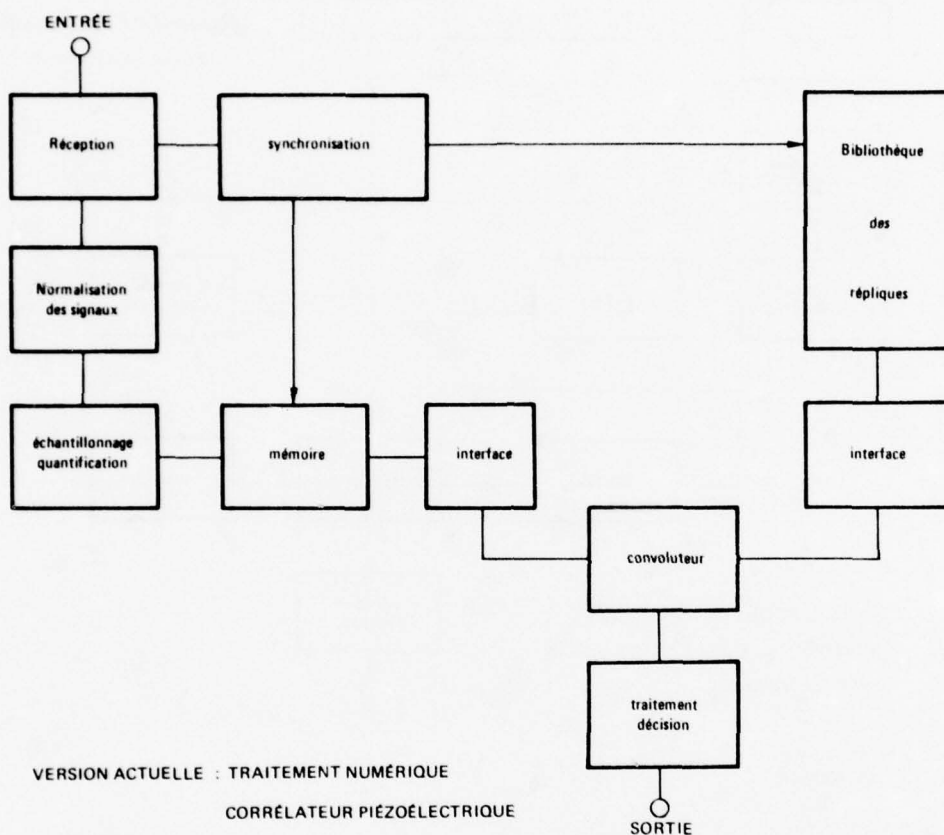 ENTRÉE
Réception
synchronisation
Bibliothèque
des
répliques
Normalisation
des signaux
échantillonnage
quantification
mémoire
interface
interface
convoluteur
traitement
décision
VERSION ACTUELLE : TRAITEMENT NUMÉRIQUE
CORRÉLATEUR PIÉZOÉLECTRIQUE
SORTIE